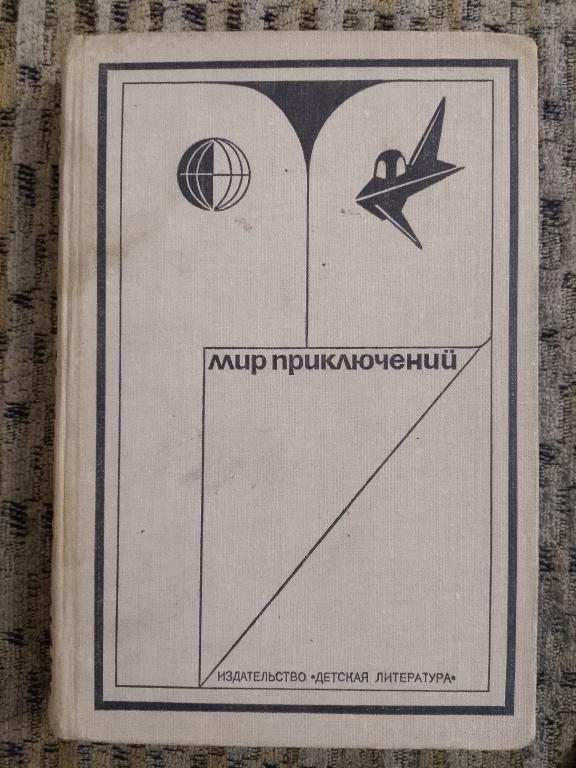 мир приключений
ИЗДАТЕЛЬСТВО «ДЕТСКАЯ ЛИТЕРАТУРА»